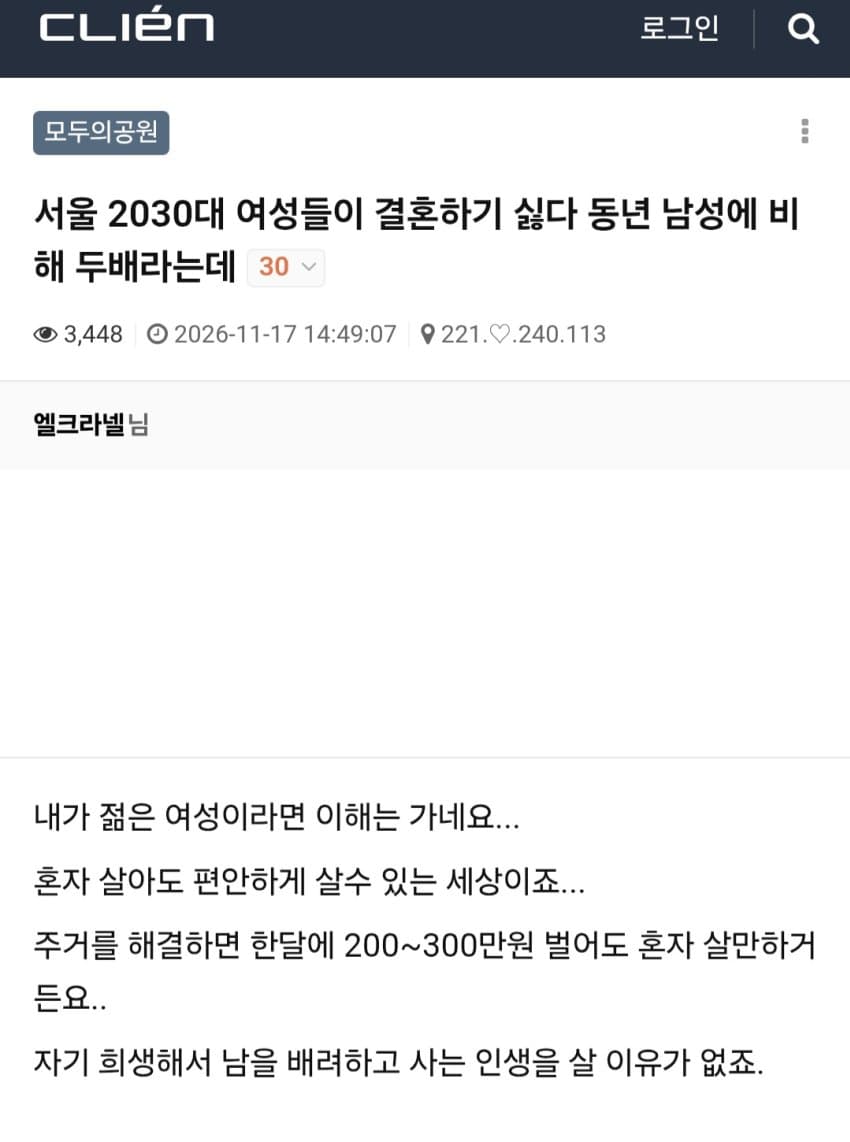 CLIéN
로그인
모두의공원
서울 2030대 여성들이 결혼하기 싫다 동년 남성에 비
해 두배라는데 30
3,448 2026-11-17 14:49:07 221.♡.240.113
엘크라넬님
내가 젊은 여성이라면 이해는 가네요...
혼자 살아도 편안하게 살수 있는 세상이죠...
주거를 해결하면 한달에 200~300만원 벌어도 혼자 살만하거
든요..
자기 희생해서 남을 배려하고 사는 인생을 살 이유가 없죠.